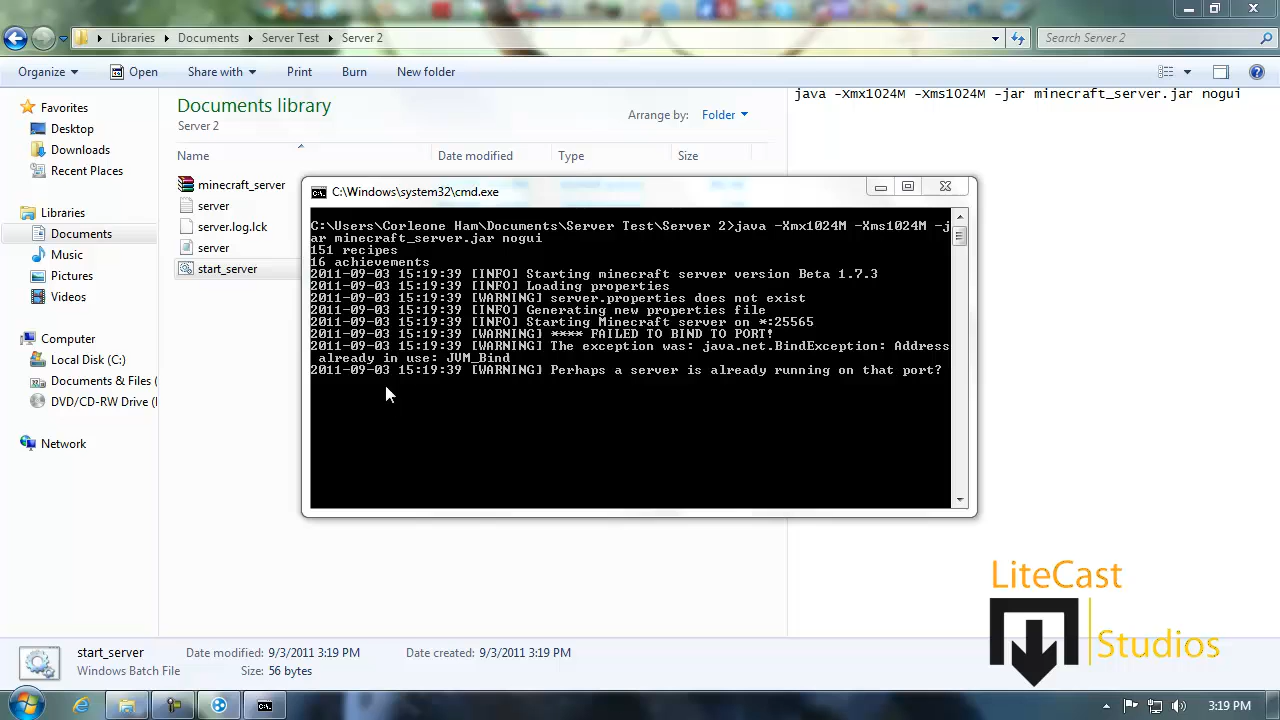 Libraries
Documents
Server Test
Server 2
Search Server 2
Organize
Open
Share with
Print
Burn
New folder
Favorites
Desktop
Downloads
Recent Places
Libraries
Documents
Music
Pictures
Videos
Computer
Local Disk (C:)
Documents & Files (
DVD/CD-RW Drive (
Network
Documents library
Server 2
Arrange by:
Folder
Name
Date modified
Type
Size
minecraft_server
server
server.log.lck
server
start_server
java -Xmx1024M -Xms1024M -jar minecraft_server.jar nogui
C:\Windows\system32\cmd.exe
C:\Users\Corleone Ham\Documents\Server Test\Server 2>java -Xmx1024M -Xms1024M -j
ar minecraft_server.jar nogui
151 recipes
16 achievements
2011-09-03 15:19:39 [INFO] Starting minecraft server version Beta 1.7.3
2011-09-03 15:19:39 [INFO] Loading properties
2011-09-03 15:19:39 [WARNING] server.properties does not exist
2011-09-03 15:19:39 [INFO] Generating new properties file
2011-09-03 15:19:39 [INFO] Starting Minecraft server on *:25565
2011-09-03 15:19:39 [WARNING] **** FAILED TO BIND TO PORT!
2011-09-03 15:19:39 [WARNING] The exception was: java.net.BindException: Address
already in use: JVM_Bind
2011-09-03 15:19:39 [WARNING] Perhaps a server is already running on that port?
LiteCast
Studios
start_server
Date modified: 9/3/2011 3:19 PM
Date created: 9/3/2011 3:19 PM
Windows Batch File
Size: 56 bytes
3:19 PM